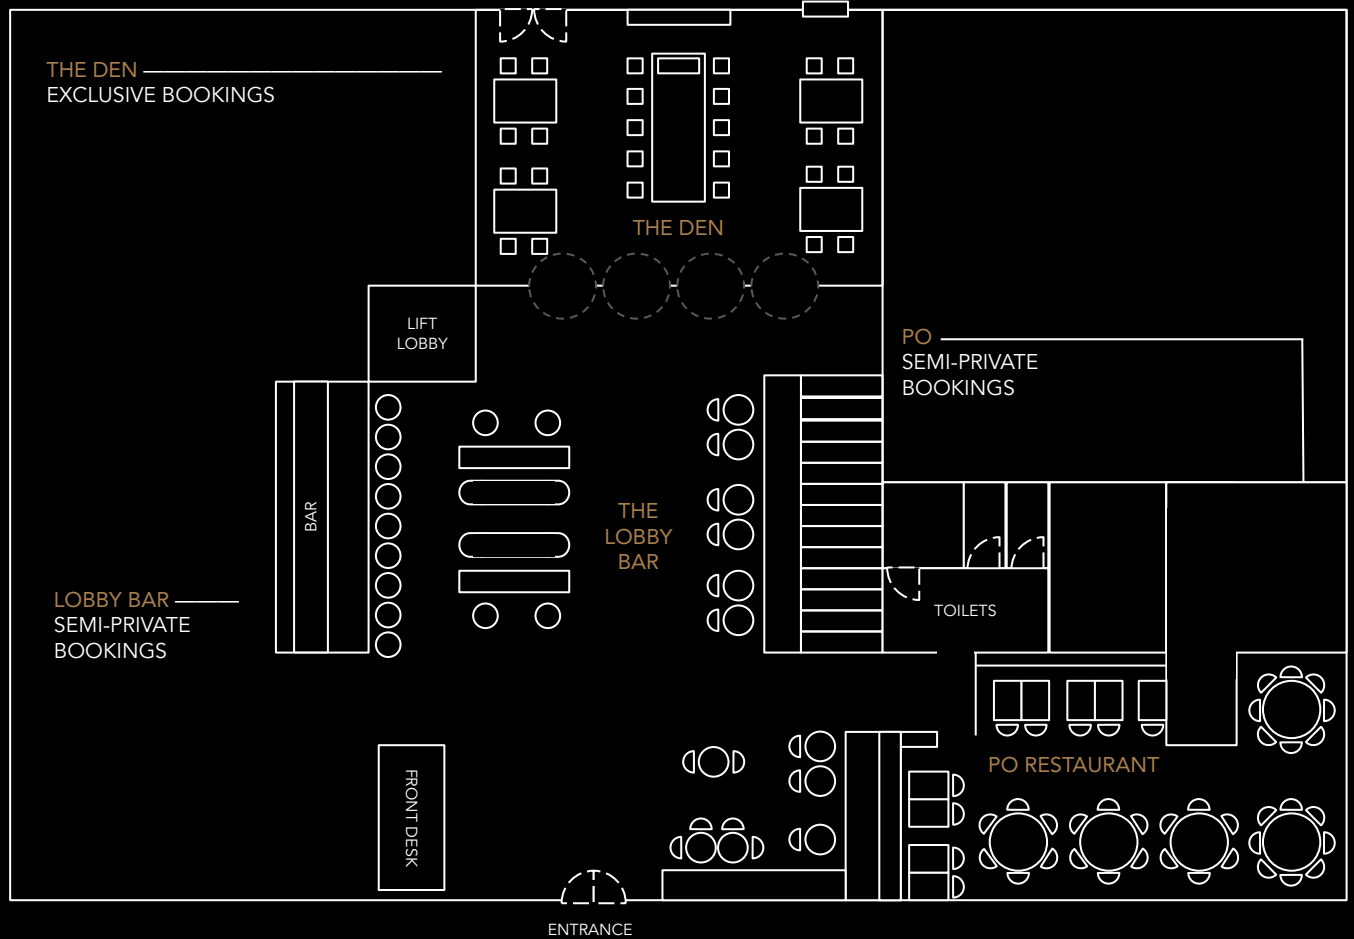 THE DEN
EXCLUSIVE BOOKINGS
THE DEN
LIFT
LOBBY
PO
SEMI-PRIVATE
BOOKINGS
BAR
THE
LOBBY
BAR
LOBBY BAR
SEMI-PRIVATE
BOOKINGS
TOILETS
PO RESTAURANT
FRONT DESK
ENTRANCE